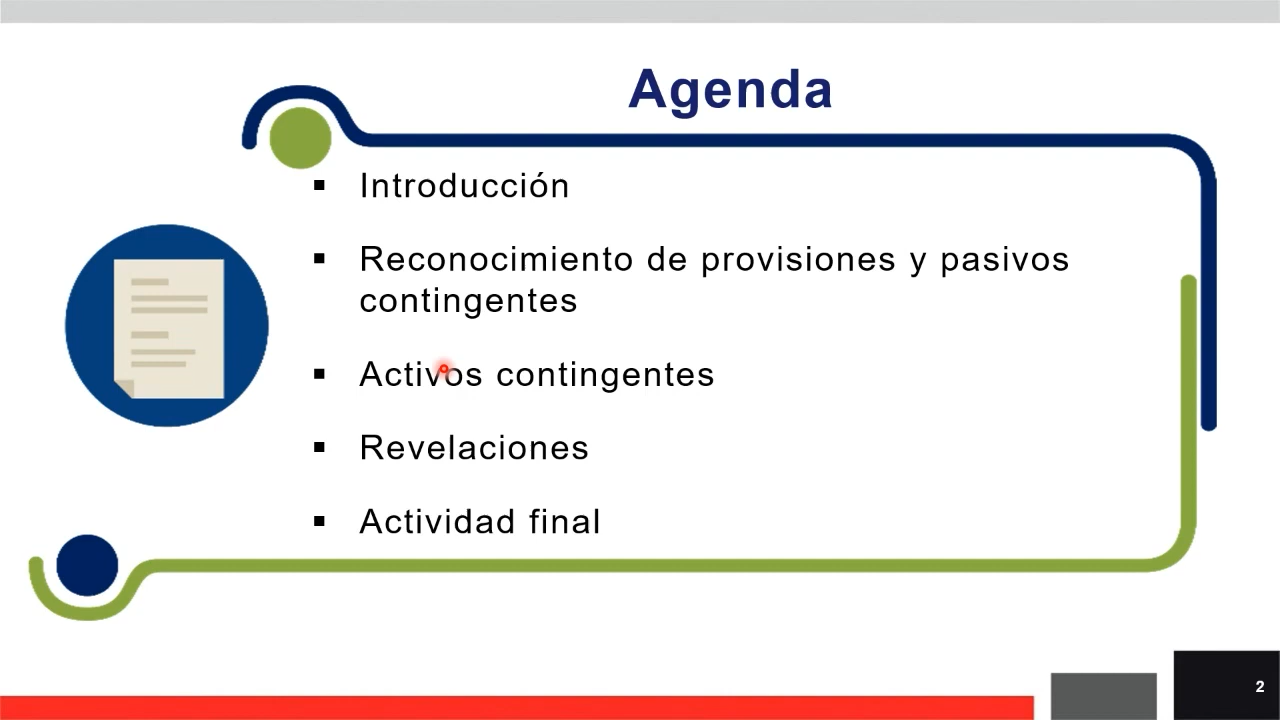 Agenda
▪ Introducción
▪ Reconocimiento de provisiones y pasivos
contingentes
▪ Activos contingentes
▪ Revelaciones
▪ Actividad final
2